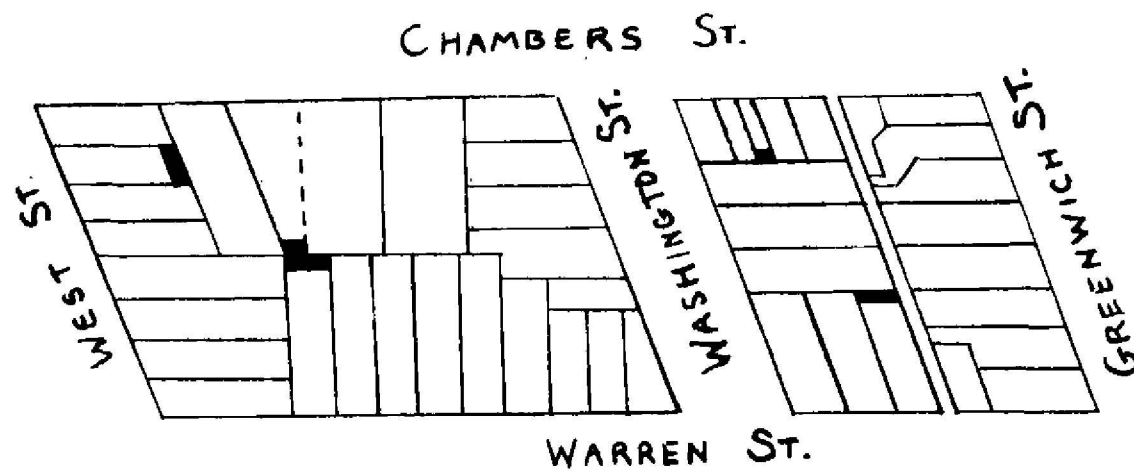 CHAMBERS ST.
WEST ST.
WASHINGTON ST.
GREENWICH ST.
WARREN ST.